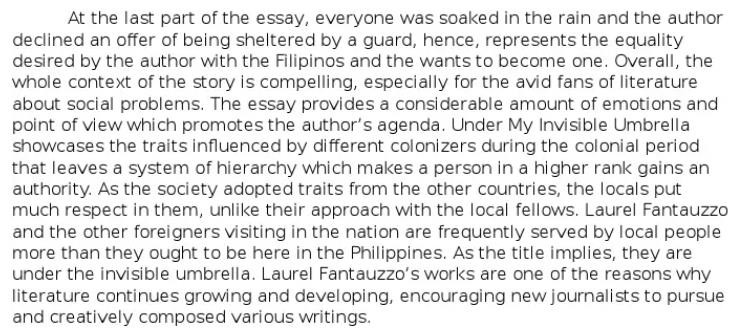 At the last part of the essay, everyone was soaked in the rain and the author
declined an offer of being sheltered by a guard, hence, represents the equality
desired by the author with the Filipinos and the wants to become one. Overall, the
whole context of the story is compelling, especially for the avid fans of literature
about social problems. The essay provides a considerable amount of emotions and
point of view which promotes the author's agenda. Under My Invisible Umbrella
showcases the traits influenced by different colonizers during the colonial period
that leaves a system of hierarchy which makes a person in a higher rank gains an
authority. As the society adopted traits from the other countries, the locals put
much respect in them, unlike their approach with the local fellows. Laurel Fantauzzo
and the other foreigners visiting in the nation are frequently served by local people
more than they ought to be here in the Philippines. As the title implies, they are
under the invisible umbrella. Laurel Fantauzzo's works are one of the reasons why
literature continues growing and developing, encouraging new journalists to pursue
and creatively composed various writings.